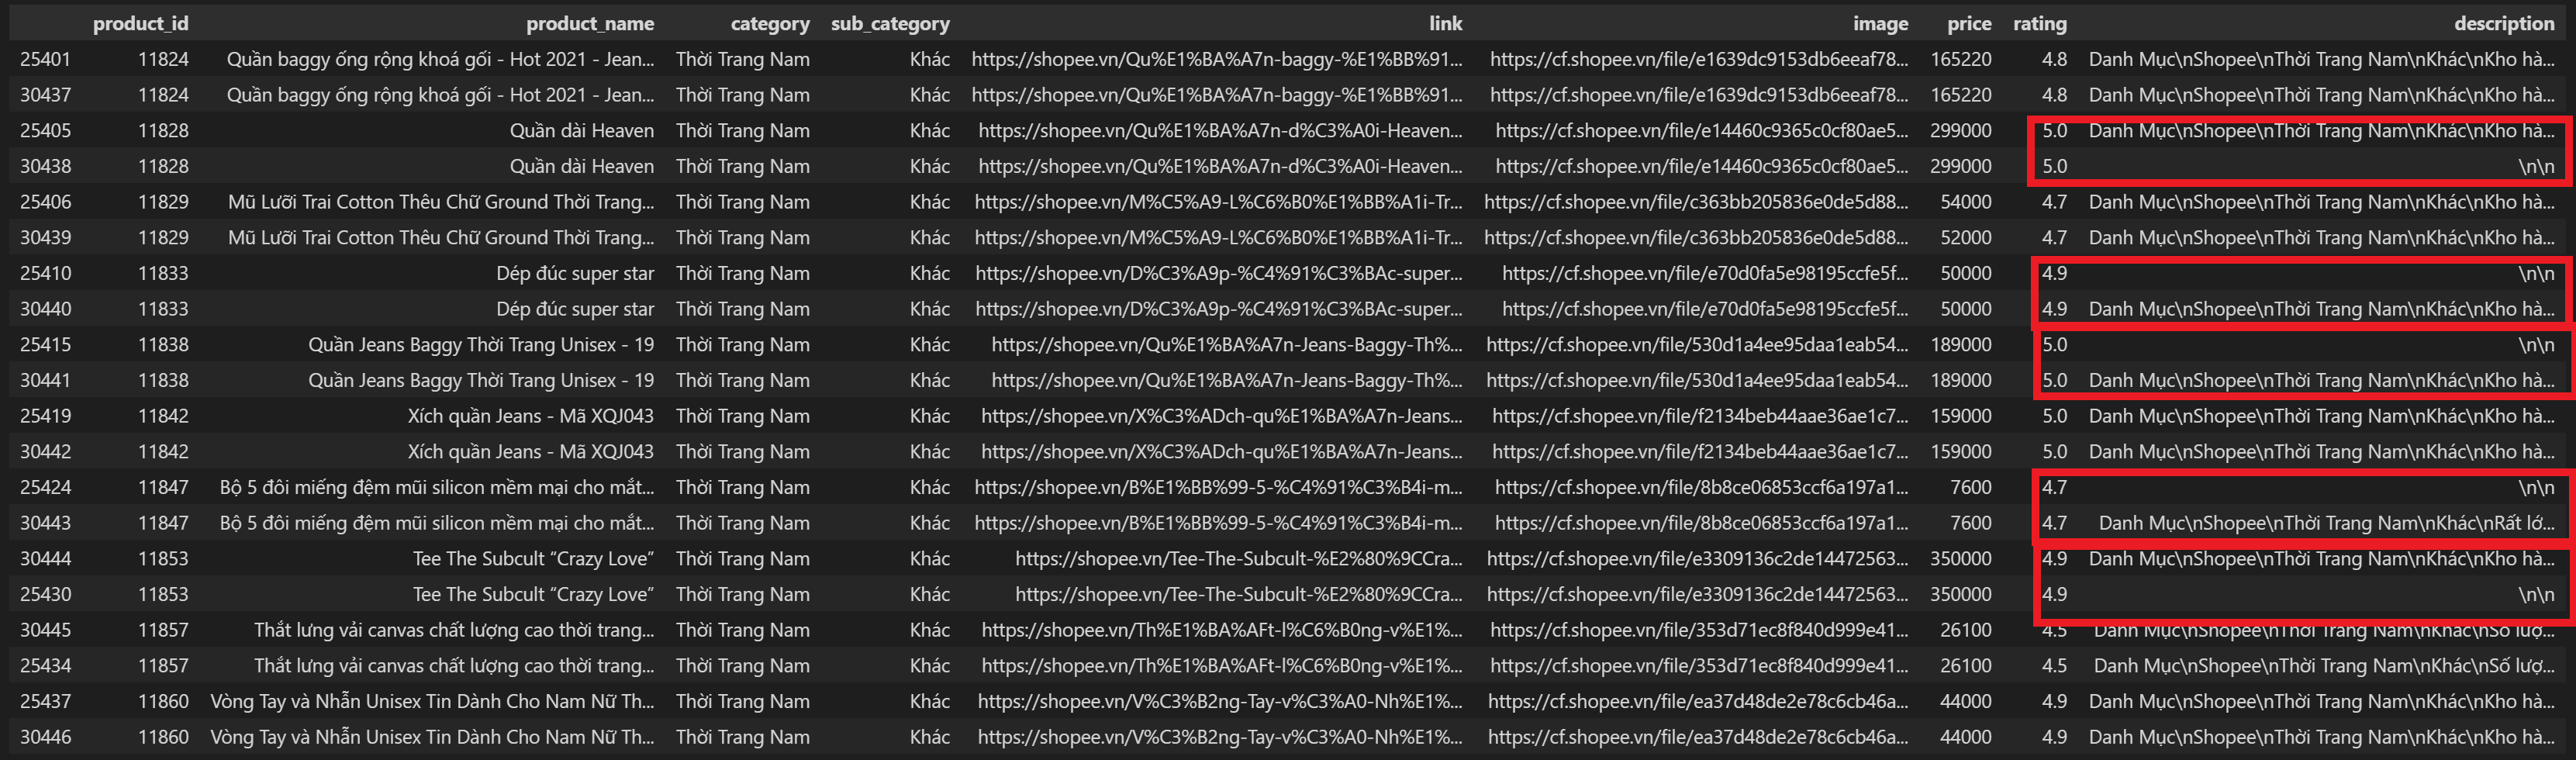 product_id product_name category sub_category link image price rating description
25401 11824 Quần baggy ống rộng khoá gối - Hot 2021 - Jean... Thời Trang Nam Khác https://shopee.vn/Qu%E1%BA%A7n-baggy-%E1%BB%91... https://cf.shopee.vn/file/e1639dc9153db6eeaf78... 165220 4.8 Danh Mục\nShopee\nThời Trang Nam\nKhác\nKho hà...
30437 11824 Quần baggy ống rộng khoá gối - Hot 2021 - Jean... Thời Trang Nam Khác https://shopee.vn/Qu%E1%BA%A7n-baggy-%E1%BB%91... https://cf.shopee.vn/file/e1639dc9153db6eeaf78... 165220 4.8 Danh Mục\nShopee\nThời Trang Nam\nKhác\nKho hà...
25405 11828 Quần dài Heaven Thời Trang Nam Khác https://shopee.vn/Qu%E1%BA%A7n-d%C3%A0i-Heaven... https://cf.shopee.vn/file/e14460c9365c0cf80ae5... 299000 5.0 Danh Mục\nShopee\nThời Trang Nam\nKhác\nKho hà...
30438 11828 Quần dài Heaven Thời Trang Nam Khác https://shopee.vn/Qu%E1%BA%A7n-d%C3%A0i-Heaven... https://cf.shopee.vn/file/e14460c9365c0cf80ae5... 299000 5.0 \n\n
25406 11829 Mũ Lưỡi Trai Cotton Thêu Chữ Ground Thời Trang... Thời Trang Nam Khác https://shopee.vn/M%C5%A9-L%C6%B0%E1%BB%A1i-Tr... https://cf.shopee.vn/file/c363bb205836e0de5d88... 54000 4.7 Danh Mục\nShopee\nThời Trang Nam\nKhác\nKho hà...
30439 11829 Mũ Lưỡi Trai Cotton Thêu Chữ Ground Thời Trang... Thời Trang Nam Khác https://shopee.vn/M%C5%A9-L%C6%B0%E1%BB%A1i-Tr... https://cf.shopee.vn/file/c363bb205836e0de5d88... 52000 4.7 Danh Mục\nShopee\nThời Trang Nam\nKhác\nKho hà...
25410 11833 Dép đúc super star Thời Trang Nam Khác https://shopee.vn/D%C3%A9p-%C4%91%C3%BAc-super... https://cf.shopee.vn/file/e70d0fa5e98195ccfe5f... 50000 4.9 \n\n
30440 11833 Dép đúc super star Thời Trang Nam Khác https://shopee.vn/D%C3%A9p-%C4%91%C3%BAc-super... https://cf.shopee.vn/file/e70d0fa5e98195ccfe5f... 50000 4.9 Danh Mục\nShopee\nThời Trang Nam\nKhác\nKho hà...
25415 11838 Quần Jeans Baggy Thời Trang Unisex - 19 Thời Trang Nam Khác https://shopee.vn/Qu%E1%BA%A7n-Jeans-Baggy-Th%... https://cf.shopee.vn/file/530d1a4ee95daa1eab54... 189000 5.0 \n\n
30441 11838 Quần Jeans Baggy Thời Trang Unisex - 19 Thời Trang Nam Khác https://shopee.vn/Qu%E1%BA%A7n-Jeans-Baggy-Th%... https://cf.shopee.vn/file/530d1a4ee95daa1eab54... 189000 5.0 Danh Mục\nShopee\nThời Trang Nam\nKhác\nKho hà...
25419 11842 Xích quần Jeans - Mã XQJ043 Thời Trang Nam Khác https://shopee.vn/X%C3%ADch-qu%E1%BA%A7n-Jeans... https://cf.shopee.vn/file/f2134beb44aae36ae1c7... 159000 5.0 Danh Mục\nShopee\nThời Trang Nam\nKhác\nKho hà...
30442 11842 Xích quần Jeans - Mã XQJ043 Thời Trang Nam Khác https://shopee.vn/X%C3%ADch-qu%E1%BA%A7n-Jeans... https://cf.shopee.vn/file/f2134beb44aae36ae1c7... 159000 5.0 Danh Mục\nShopee\nThời Trang Nam\nKhác\nKho hà...
25424 11847 Bộ 5 đôi miếng đệm mũi silicon mềm mại cho mắt... Thời Trang Nam Khác https://shopee.vn/B%E1%BB%99-5-%C4%91%C3%B4i-m... https://cf.shopee.vn/file/8b8ce06853ccf6a197a1... 7600 4.7 \n\n
30443 11847 Bộ 5 đôi miếng đệm mũi silicon mềm mại cho mắt... Thời Trang Nam Khác https://shopee.vn/B%E1%BB%99-5-%C4%91%C3%B4i-m... https://cf.shopee.vn/file/8b8ce06853ccf6a197a1... 7600 4.7 Danh Mục\nShopee\nThời Trang Nam\nKhác\nRất lớ...
30444 11853 Tee The Subcult “Crazy Love” Thời Trang Nam Khác https://shopee.vn/Tee-The-Subcult-%E2%80%9CCra... https://cf.shopee.vn/file/e3309136c2de14472563... 350000 4.9 Danh Mục\nShopee\nThời Trang Nam\nKhác\nKho hà...
25430 11853 Tee The Subcult “Crazy Love” Thời Trang Nam Khác https://shopee.vn/Tee-The-Subcult-%E2%80%9CCra... https://cf.shopee.vn/file/e3309136c2de14472563... 350000 4.9 \n\n
30445 11857 Thắt lưng vải canvas chất lượng cao thời trang... Thời Trang Nam Khác https://shopee.vn/Th%E1%BA%AFt-l%C6%B0ng-v%E1%... https://cf.shopee.vn/file/353d71ec8f840d999e41... 26100 4.5 Danh Mục\nShopee\nThời Trang Nam\nKhác\nSố lượ...
25434 11857 Thắt lưng vải canvas chất lượng cao thời trang... Thời Trang Nam Khác https://shopee.vn/Th%E1%BA%AFt-l%C6%B0ng-v%E1%... https://cf.shopee.vn/file/353d71ec8f840d999e41... 26100 4.5 Danh Mục\nShopee\nThời Trang Nam\nKhác\nSố lượ...
25437 11860 Vòng Tay và Nhẫn Unisex Tin Dành Cho Nam Nữ Th... Thời Trang Nam Khác https://shopee.vn/V%C3%B2ng-Tay-v%C3%A0-Nh%E1%... https://cf.shopee.vn/file/ea37d48de2e78c6cb46a... 44000 4.9 Danh Mục\nShopee\nThời Trang Nam\nKhác\nKho hà...
30446 11860 Vòng Tay và Nhẫn Unisex Tin Dành Cho Nam Nữ Th... Thời Trang Nam Khác https://shopee.vn/V%C3%B2ng-Tay-v%C3%A0-Nh%E1%... https://cf.shopee.vn/file/ea37d48de2e78c6cb46a... 44000 4.9 Danh Mục\nShopee\nThời Trang Nam\nKhác\nKho hà...